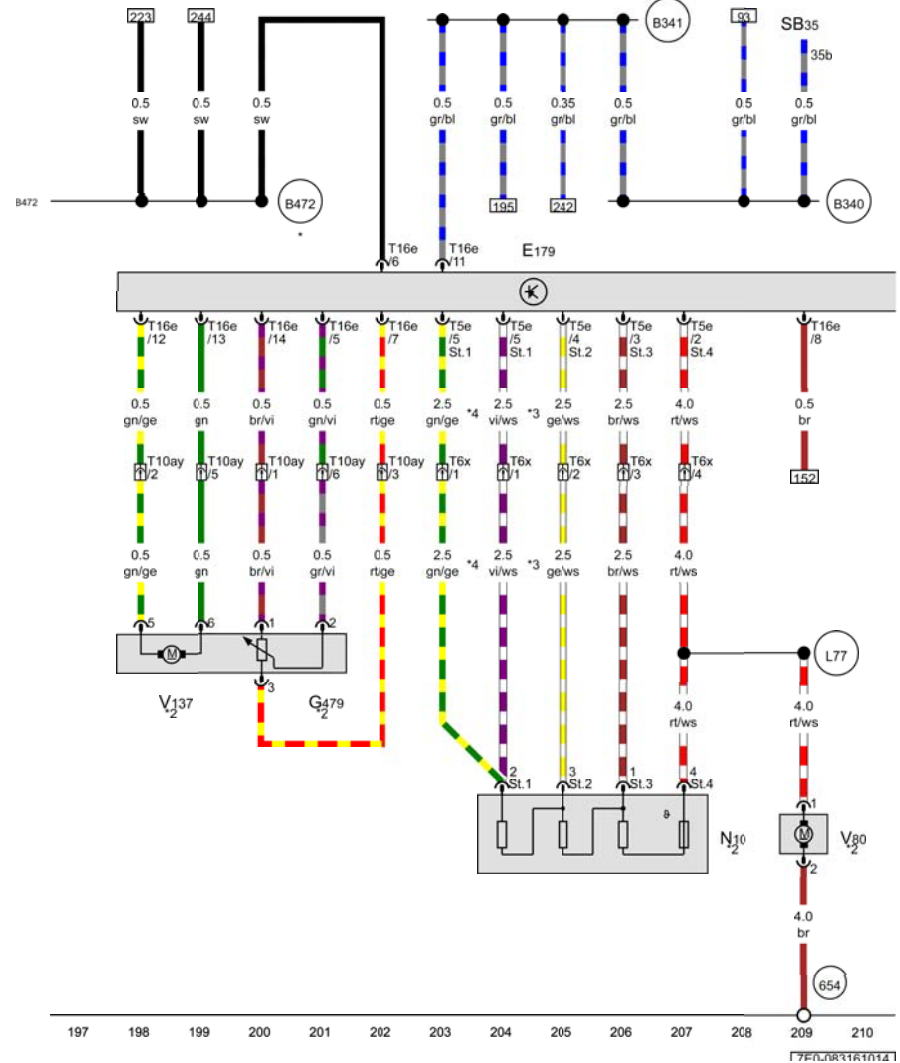 223 244 B341 93 SB35
35b
0.5 0.5 0.5 0.5 0.5 0.35 0.5 0.5 0.5
sw sw sw gr/bl gr/bl gr/bl gr/bl gr/bl gr/bl
B472 B472 195 242 B340
*
T16e T16e E179
/6 /11
T16e T16e T16e T16e T16e T5e T5e T5e T5e T5e T16e
/12 /13 /14 /5 /7 /5 /5 /4 /3 /2 /8
St.1 St.1 St.2 St.3 St.4
0.5 0.5 0.5 0.5 0.5 2.5 2.5 2.5 2.5 4.0 0.5
gn/ge gn br/vi gn/vi rt/ge gn/ge *4 vi/ws *3 ge/ws br/ws rt/ws br
T10ay T10ay T10ay T10ay T10ay T6x T6x T6x T6x T6x
/2 /5 /1 /6 /3 /1 /1 /2 /3 /4 152
0.5 0.5 0.5 0.5 0.5 2.5 2.5 2.5 2.5 4.0
gn/ge gn br/vi gr/vi rt/ge gn/ge *4 vi/ws *3 ge/ws br/ws rt/ws
5 6 1 2
M L77
3
V137 G479 4.0 4.0
*2 *2 rt/ws rt/ws
2 3 1 4
St.1 St.2 St.3 St.4
1
N10 M V80
*2 *2
2
4.0
br
654
197 198 199 200 201 202 203 204 205 206 207 208 209 210
7E0-083161014